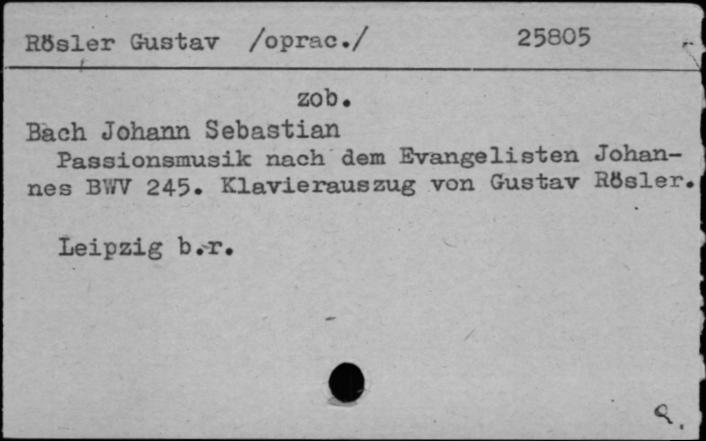 Rösler Gustav /oprac./ 25805
zob.
Bach Johann Sebastian
Passionsmusik nach dem Evangelisten Johan-
nes BWV 245. Klavierauszug von Gustav Rösler.
Leipzig b.r.